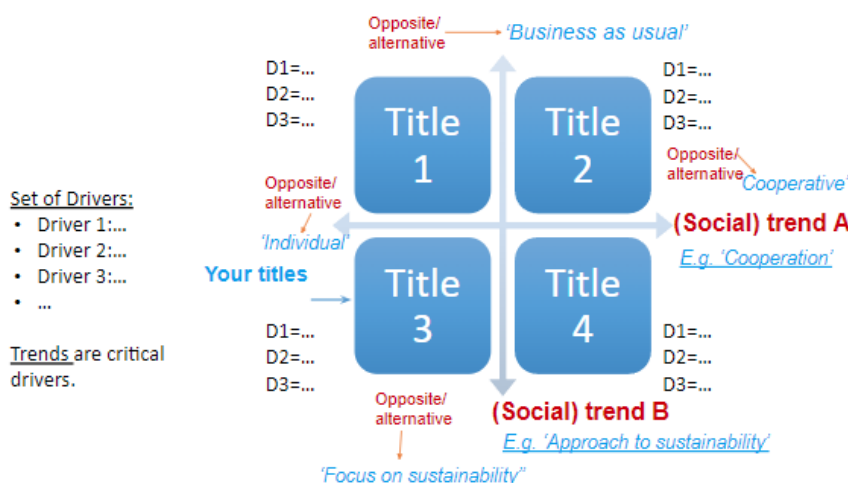 Opposite/
alternative
‘Business as usual’
D1=...
D2=...
D3=...
Title
1
Title
2
D1=...
D2=...
D3=...
Opposite/
alternative
‘Cooperative’
Set of Drivers:
• Driver 1:...
• Driver 2:...
• Driver 3:...
• ...
Trends are critical
drivers.
Opposite/
alternative
‘Individual’
(Social) trend A
E.g. ‘Cooperation’
Your titles
Title
3
Title
4
D1=...
D2=...
D3=...
D1=...
D2=...
D3=...
Opposite/
alternative
(Social) trend B
E.g. ‘Approach to sustainability’
‘Focus on sustainability”